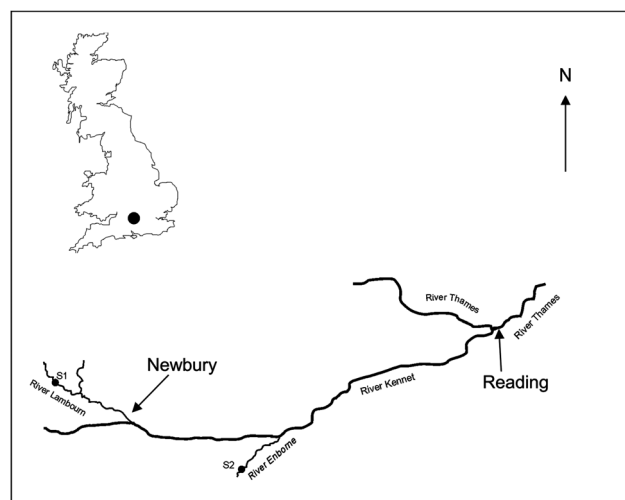 N
River Thames
River Thames
Newbury
Reading
S1
River Lambourn
River Kennet
S2
River Enborne